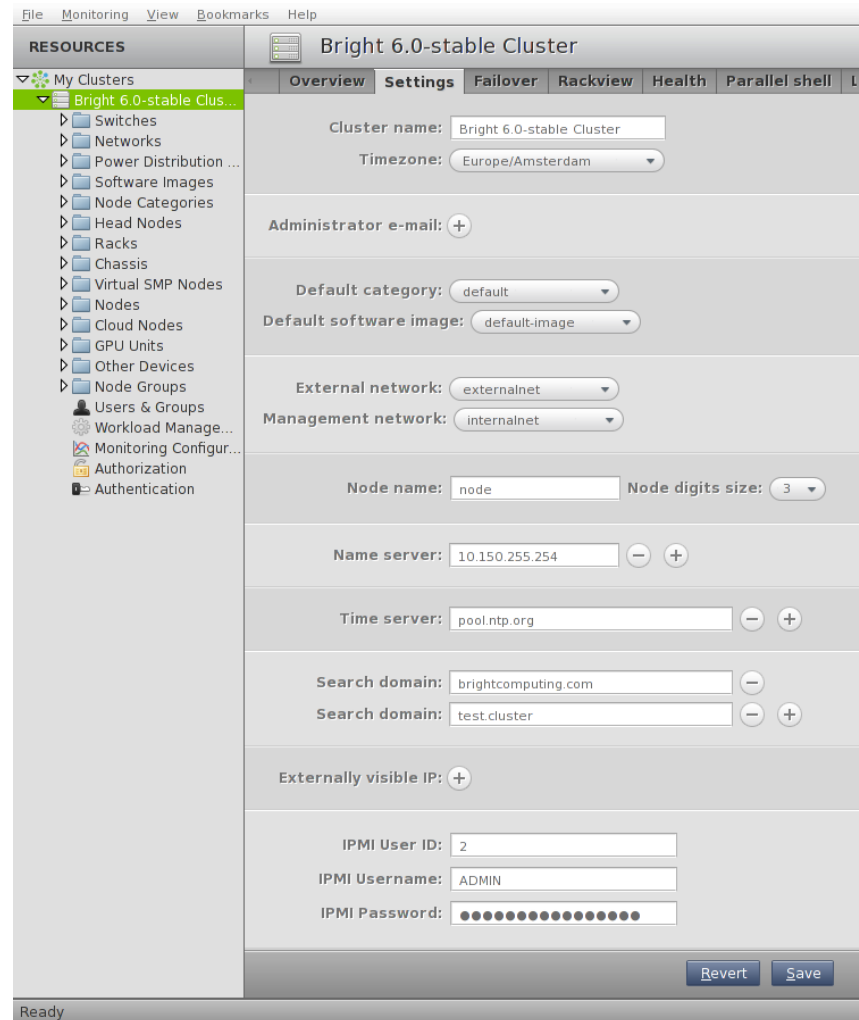 File Monitoring View Bookmarks Help
RESOURCES
My Clusters
Bright 6.0-stable Clus...
Switches
Networks
Power Distribution ...
Software Images
Node Categories
Head Nodes
Racks
Chassis
Virtual SMP Nodes
Nodes
Cloud Nodes
GPU Units
Other Devices
Node Groups
Users & Groups
Workload Manage...
Monitoring Configur...
Authorization
Authentication
Bright 6.0-stable Cluster
Overview Settings Failover Rackview Health Parallel shell
Cluster name: Bright 6.0-stable Cluster
Timezone: Europe/Amsterdam
Administrator e-mail:
Default category: default
Default software image: default-image
External network: externalnet
Management network: internalnet
Node name: node Node digits size: 3
Name server: 10.150.255.254
Time server: pool.ntp.org
Search domain: brightcomputing.com
Search domain: test.cluster
Externally visible IP:
IPMI User ID: 2
IPMI Username: ADMIN
IPMI Password: ●●●●●●●●●●●●●●●●
Revert Save
Ready